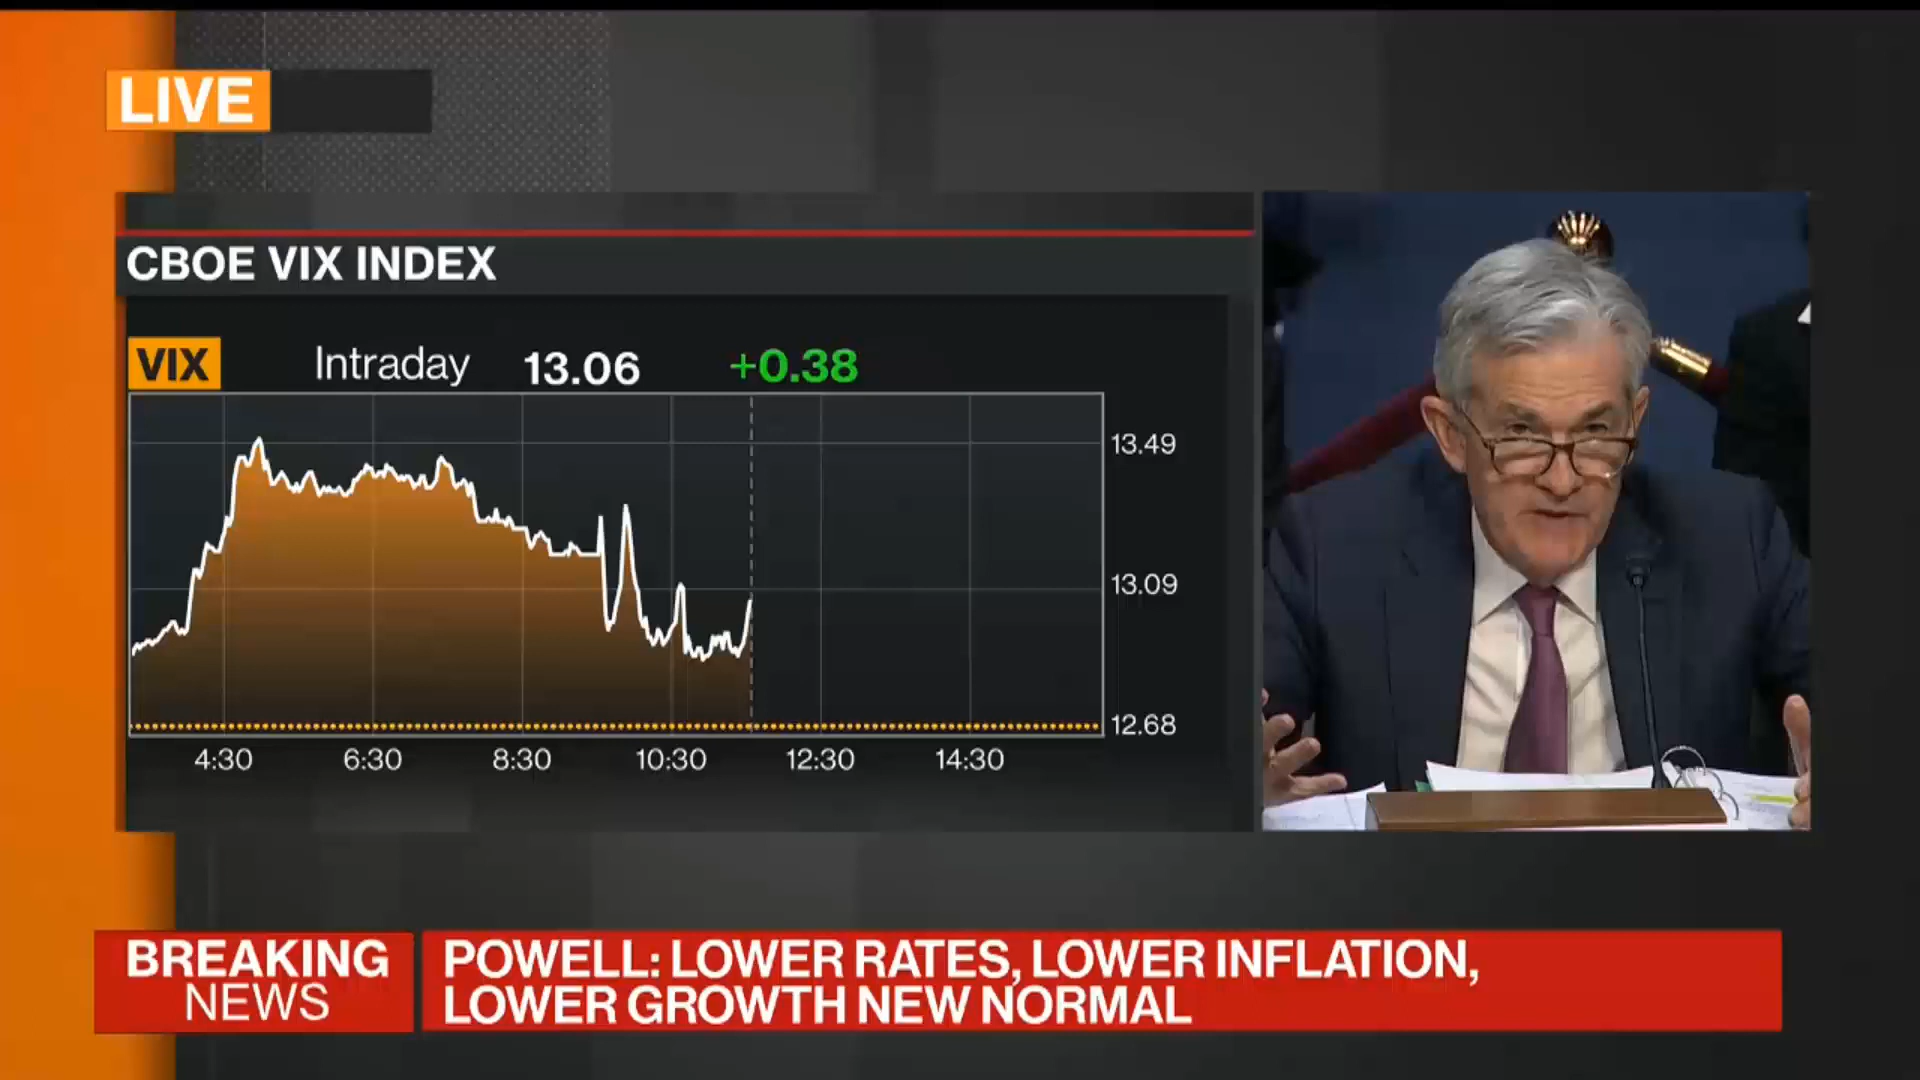 LIVE
CBOE VIX INDEX
VIX Intraday 13.06 +0.38
13.49
13.09
12.68
4:30 6:30 8:30 10:30 12:30 14:30
BREAKING
NEWS
POWELL: LOWER RATES, LOWER INFLATION,
LOWER GROWTH NEW NORMAL